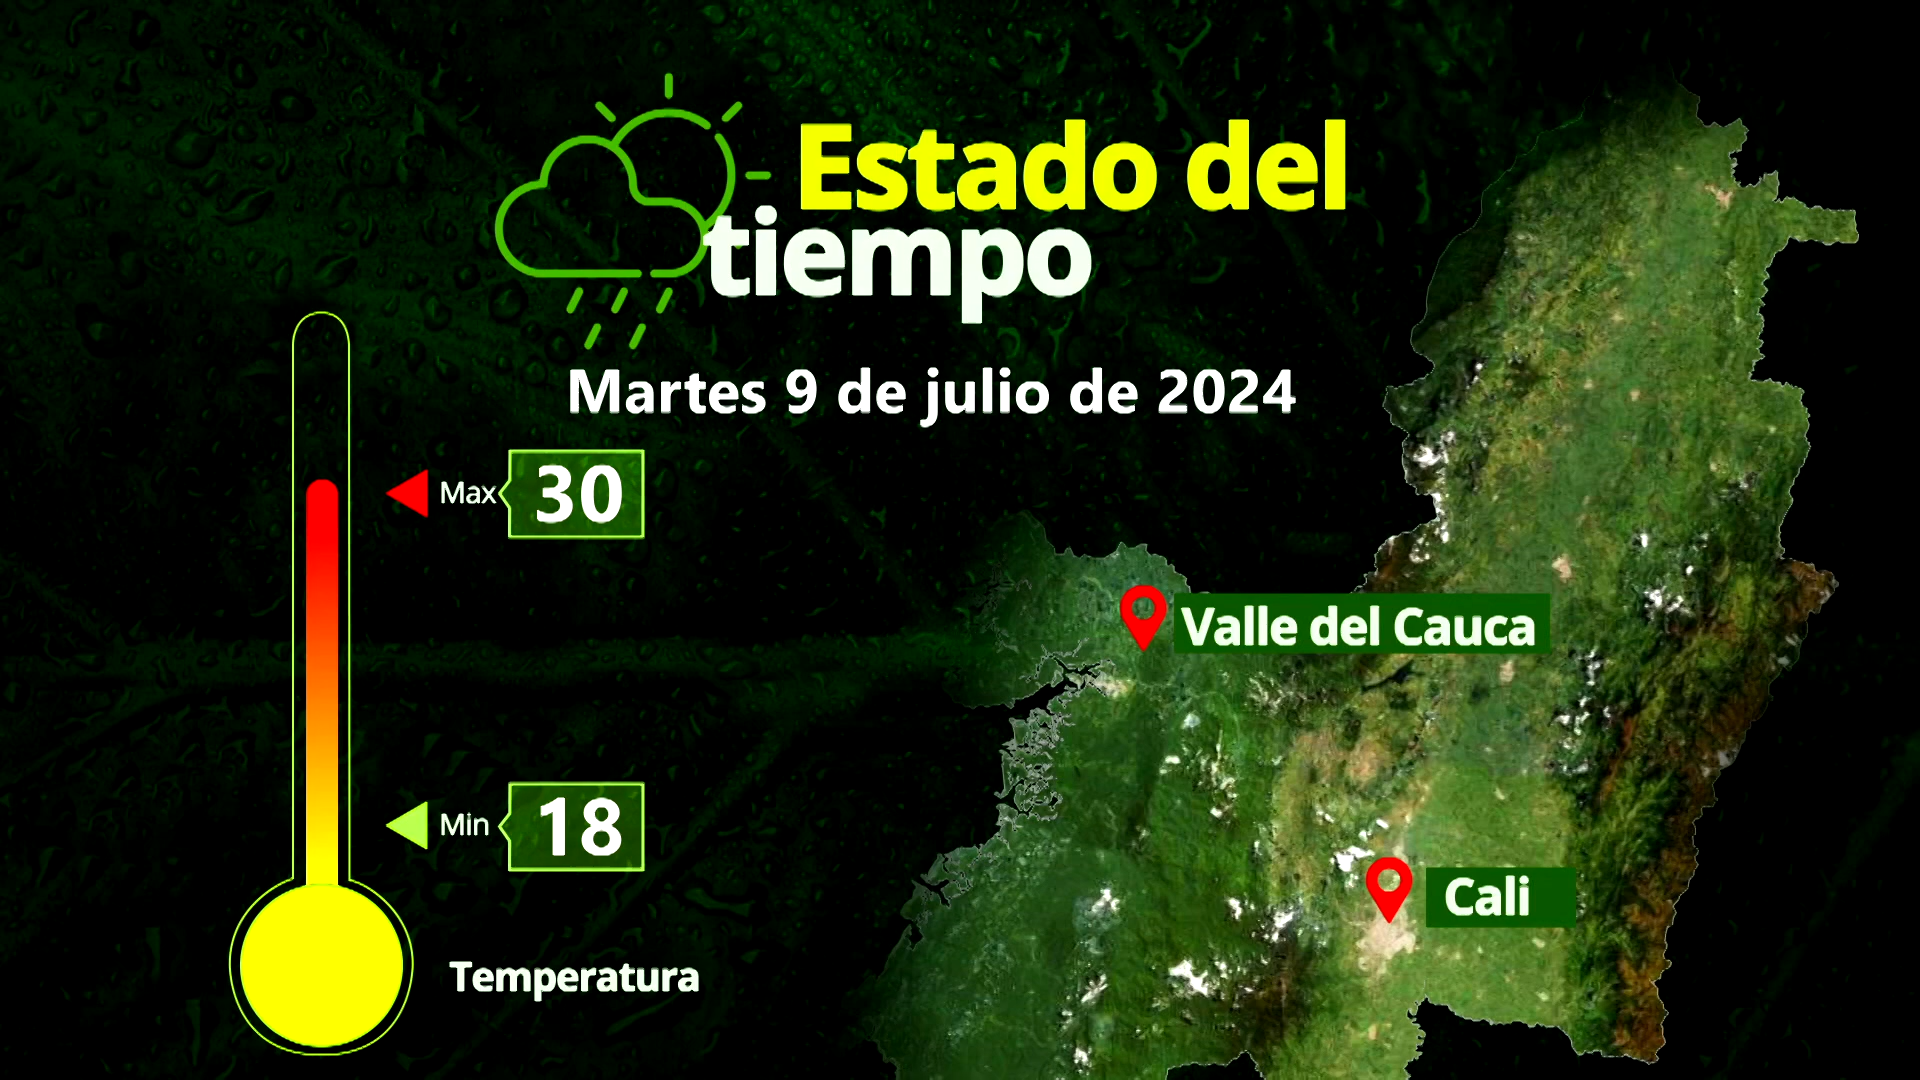 Estado del
tiempo
Martes 9 de julio de 2024
Max 30
Valle del Cauca
Min 18
Cali
Temperatura